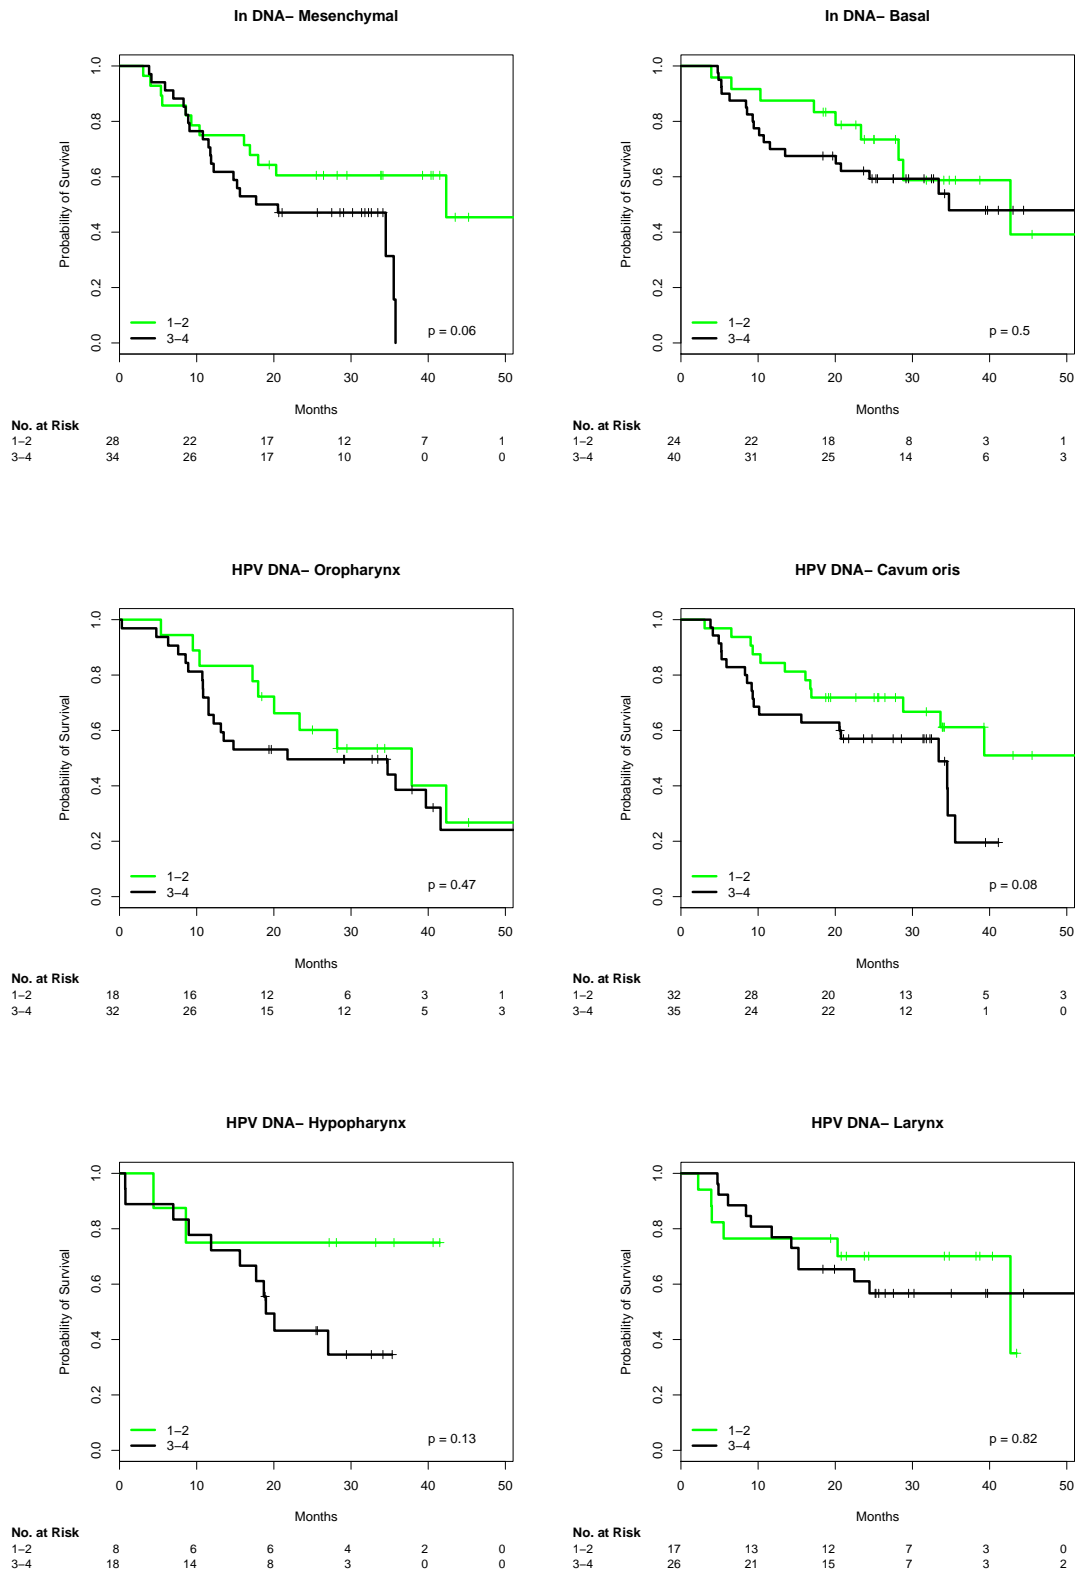 In DNA– Mesenchymal
Probability of Survival
1.0
0.8
0.6
0.4
0.2
0.0
1–2
3–4
p = 0.06
0 10 20 30 40 50
Months
No. at Risk
1–2 28 22 17 12 7 1
3–4 34 26 17 10 0 0
In DNA– Basal
Probability of Survival
1.0
0.8
0.6
0.4
0.2
0.0
1–2
3–4
p = 0.5
0 10 20 30 40 50
Months
No. at Risk
1–2 24 22 18 8 3 1
3–4 40 31 25 14 6 3
HPV DNA– Oropharynx
Probability of Survival
1.0
0.8
0.6
0.4
0.2
0.0
1–2
3–4
p = 0.47
0 10 20 30 40 50
Months
No. at Risk
1–2 18 16 12 6 3 1
3–4 32 26 15 12 5 3
HPV DNA– Cavum oris
Probability of Survival
1.0
0.8
0.6
0.4
0.2
0.0
1–2
3–4
p = 0.08
0 10 20 30 40 50
Months
No. at Risk
1–2 32 28 20 13 5 3
3–4 35 24 22 12 1 0
HPV DNA– Hypopharynx
Probability of Survival
1.0
0.8
0.6
0.4
0.2
0.0
1–2
3–4
p = 0.13
0 10 20 30 40 50
Months
No. at Risk
1–2 8 6 6 4 2 0
3–4 18 14 8 3 0 0
HPV DNA– Larynx
Probability of Survival
1.0
0.8
0.6
0.4
0.2
0.0
1–2
3–4
p = 0.82
0 10 20 30 40 50
Months
No. at Risk
1–2 17 13 12 7 3 0
3–4 26 21 15 7 3 2